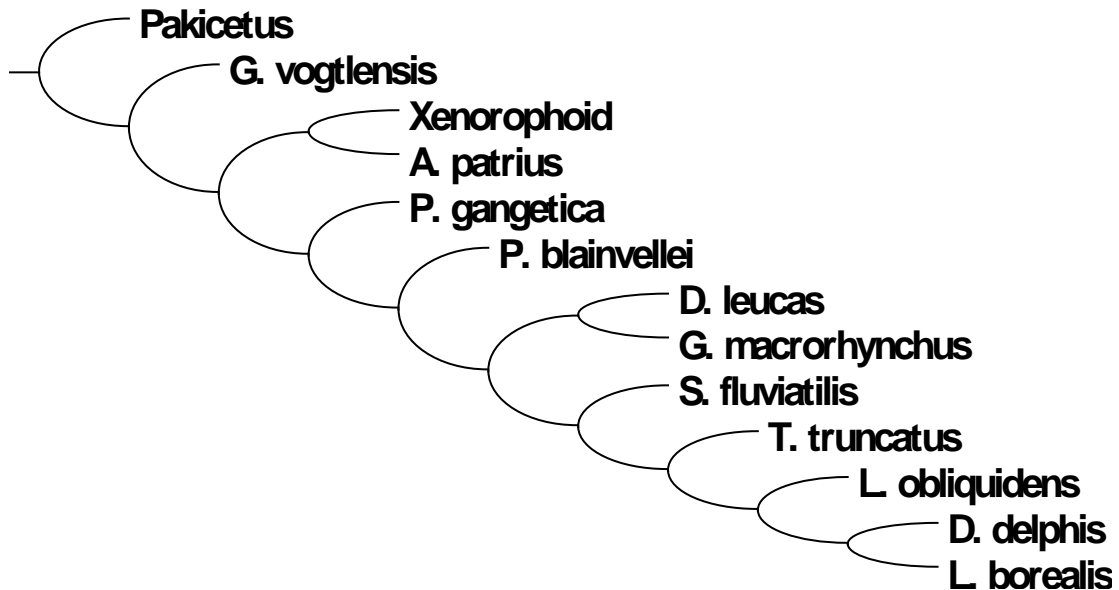 Pakicetus
G. vogtlensis
Xenorophoid
A. patrius
P. gangetica
P. blainvellei
D. leucas
G. macrorhynchus
S. fluviatilis
T. truncatus
L. obliquidens
D. delphis
L. borealis